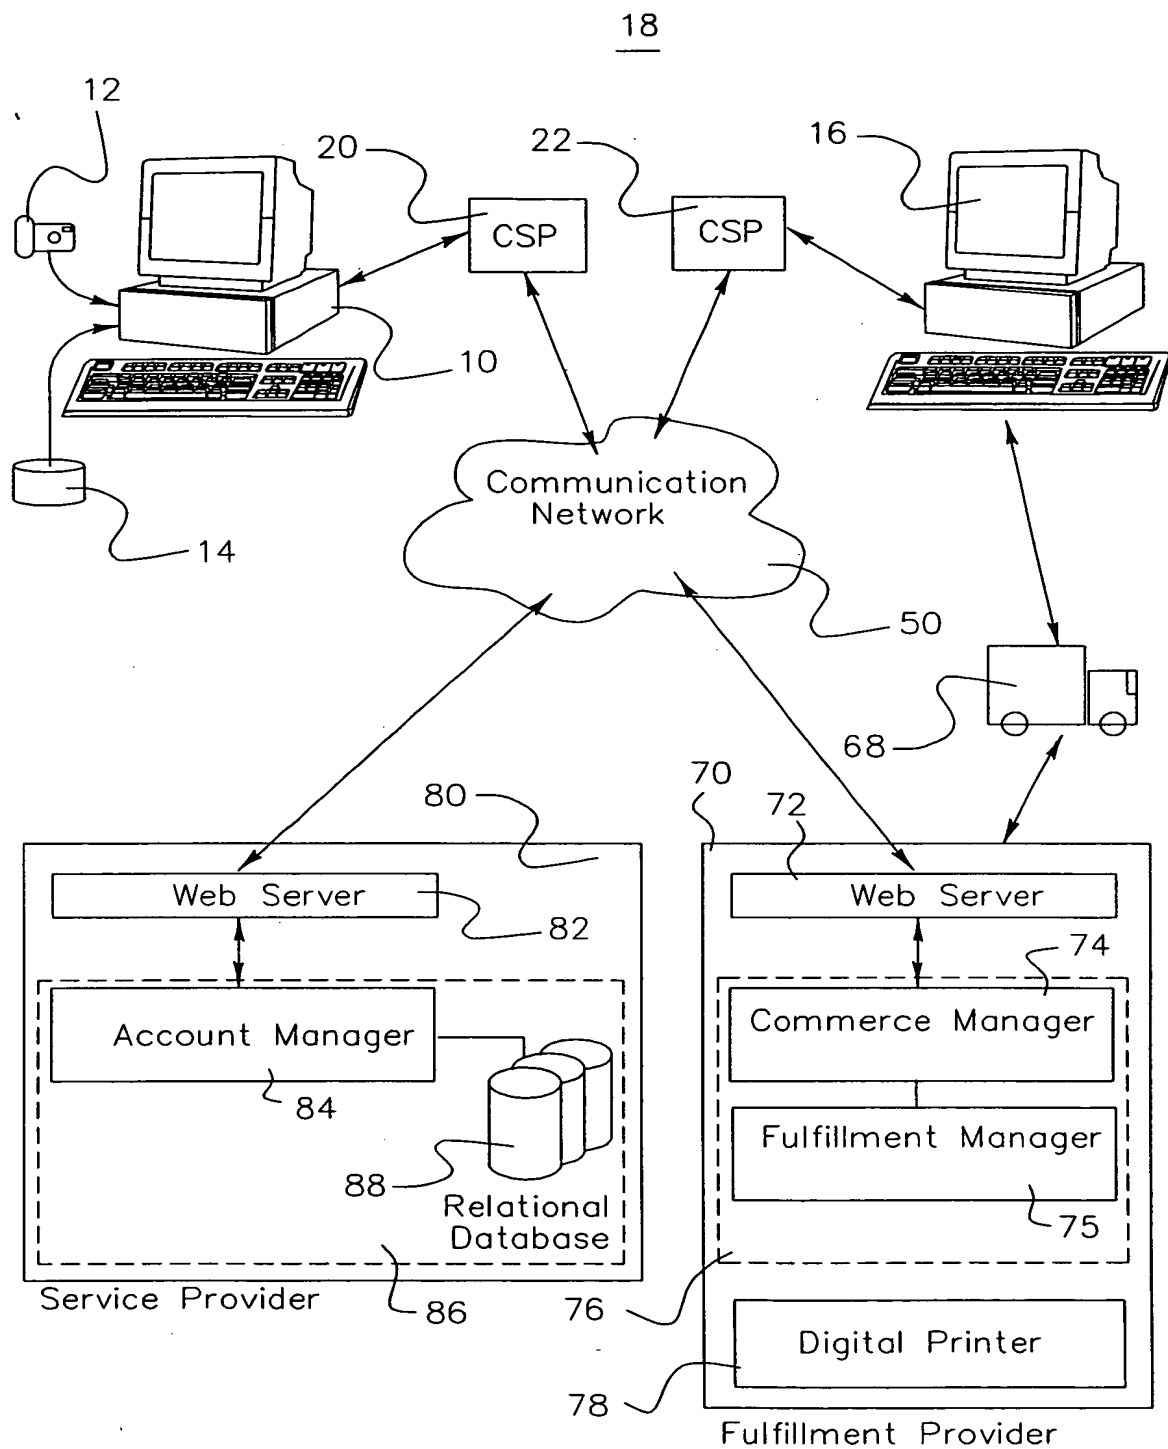 18
12
20
22
16
CSP
CSP
10
Communication
Network
14
50
68
70
80
72
Web Server
82
Web Server
74
Account Manager
84
Commerce Manager
Fulfillment Manager
88
Relational
Database
75
Service Provider
86
76
Digital Printer
78
Fulfillment Provider